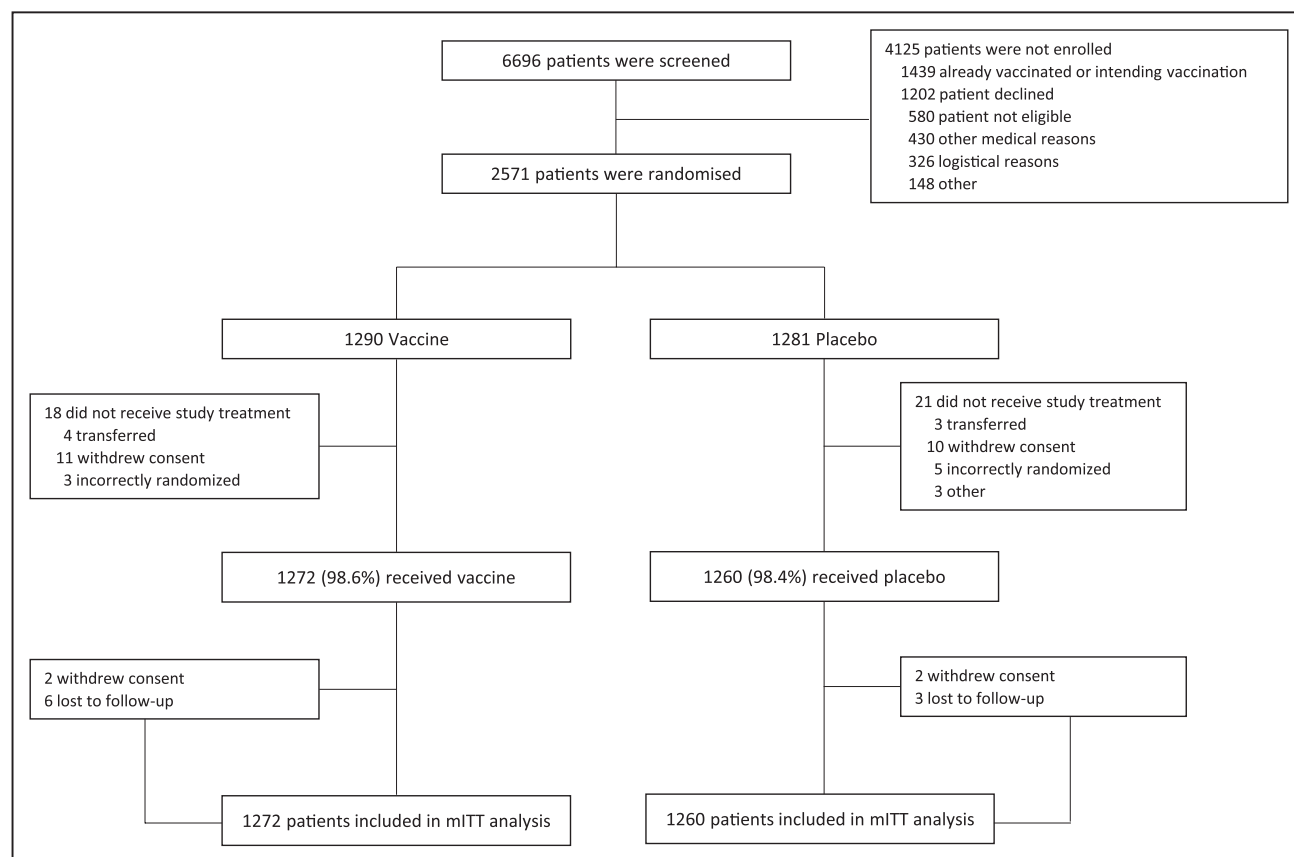 6696 patients were screened
4125 patients were not enrolled
1439 already vaccinated or intending vaccination
1202 patient declined
580 patient not eligible
430 other medical reasons
326 logistical reasons
148 other
2571 patients were randomised
1290 Vaccine
1281 Placebo
18 did not receive study treatment
4 transferred
11 withdrew consent
3 incorrectly randomized
21 did not receive study treatment
3 transferred
10 withdrew consent
5 incorrectly randomized
3 other
1272 (98.6%) received vaccine
1260 (98.4%) received placebo
2 withdrew consent
6 lost to follow-up
2 withdrew consent
3 lost to follow-up
1272 patients included in mITT analysis
1260 patients included in mITT analysis